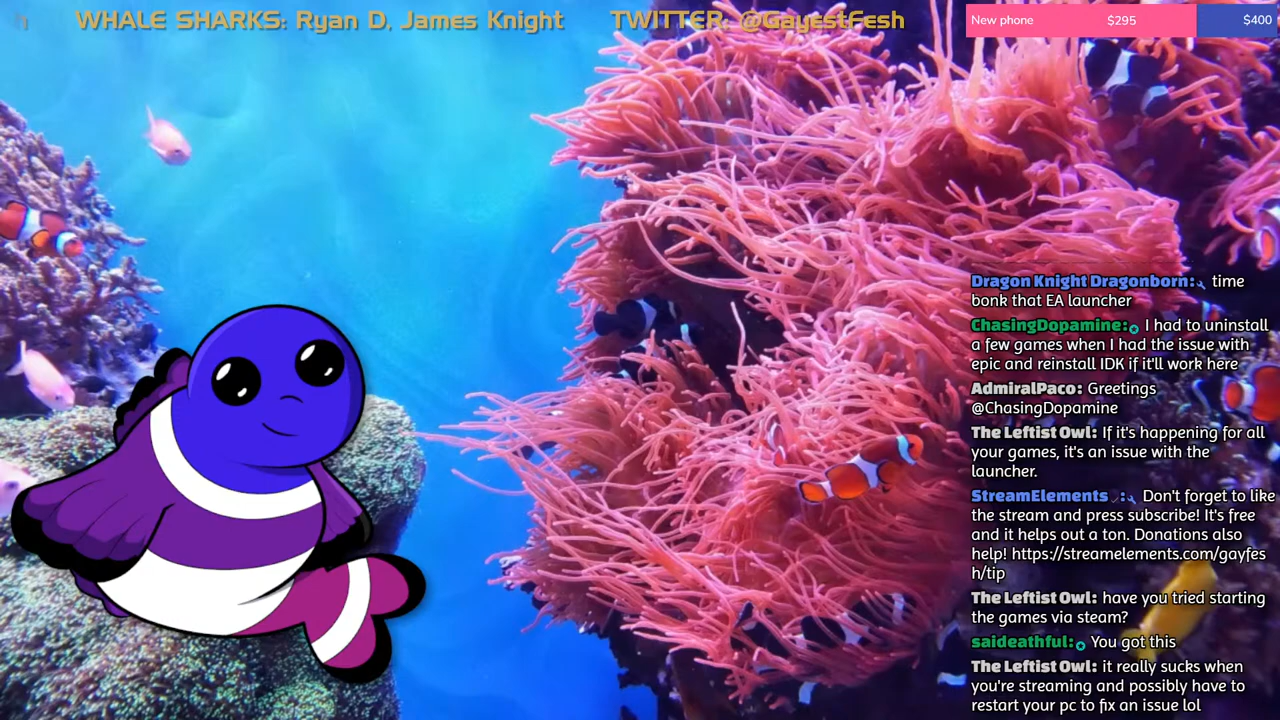 WHALE SHARKS: Ryan D, James Knight TWITTER: @GayestFesh
New phone $295 $400
Dragon Knight Dragonborn: time
bonk that EA launcher
ChasingDopamine: I had to uninstall
a few games when I had the issue with
epic and reinstall IDK if it'll work here
AdmiralPaco: Greetings
@ChasingDopamine
The Leftist Owl: If it's happening for all
your games, it's an issue with the
launcher.
StreamElements: Don't forget to like
the stream and press subscribe! It's free
and it helps out a ton. Donations also
help! https://streamelements.com/gayfes
h/tip
The Leftist Owl: have you tried starting
the games via steam?
saideathful: You got this
The Leftist Owl: it really sucks when
you're streaming and possibly have to
restart your pc to fix an issue lol